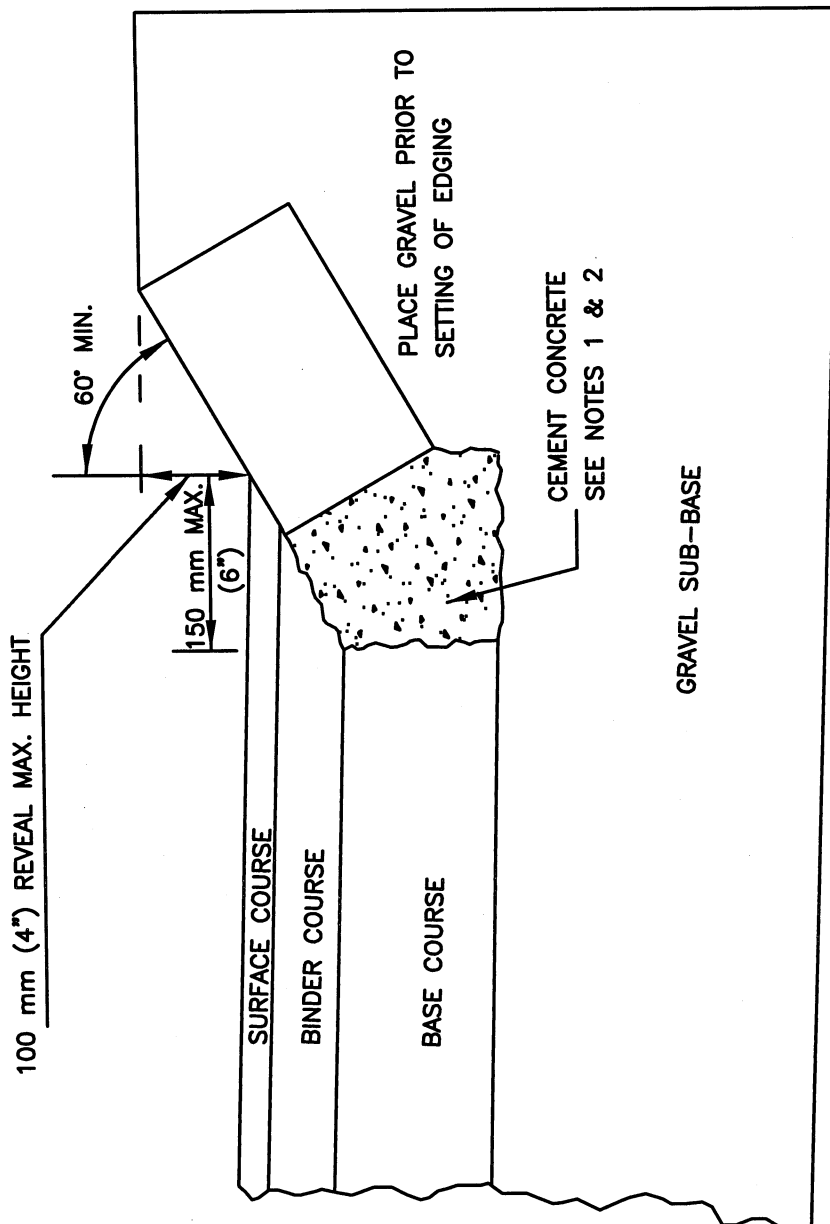 100 mm (4") REVEAL MAX. HEIGHT
60° MIN.
150 mm MAX.
(6")
SURFACE COURSE
BINDER COURSE
BASE COURSE
PLACE GRAVEL PRIOR TO
SETTING OF EDGING
CEMENT CONCRETE
SEE NOTES 1 & 2
GRAVEL SUB-BASE